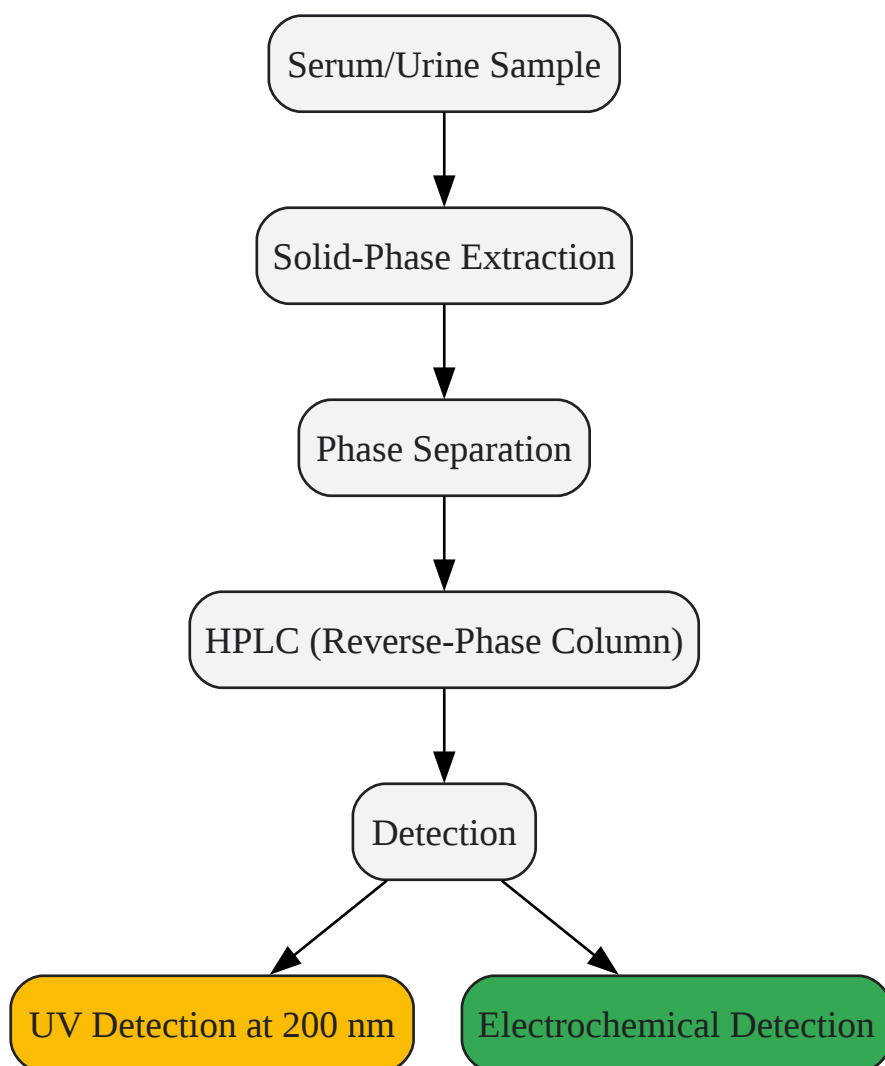 Serum/Urine Sample
Solid-Phase Extraction
Phase Separation
HPLC (Reverse-Phase Column)
Detection
UV Detection at 200 nm
Electrochemical Detection